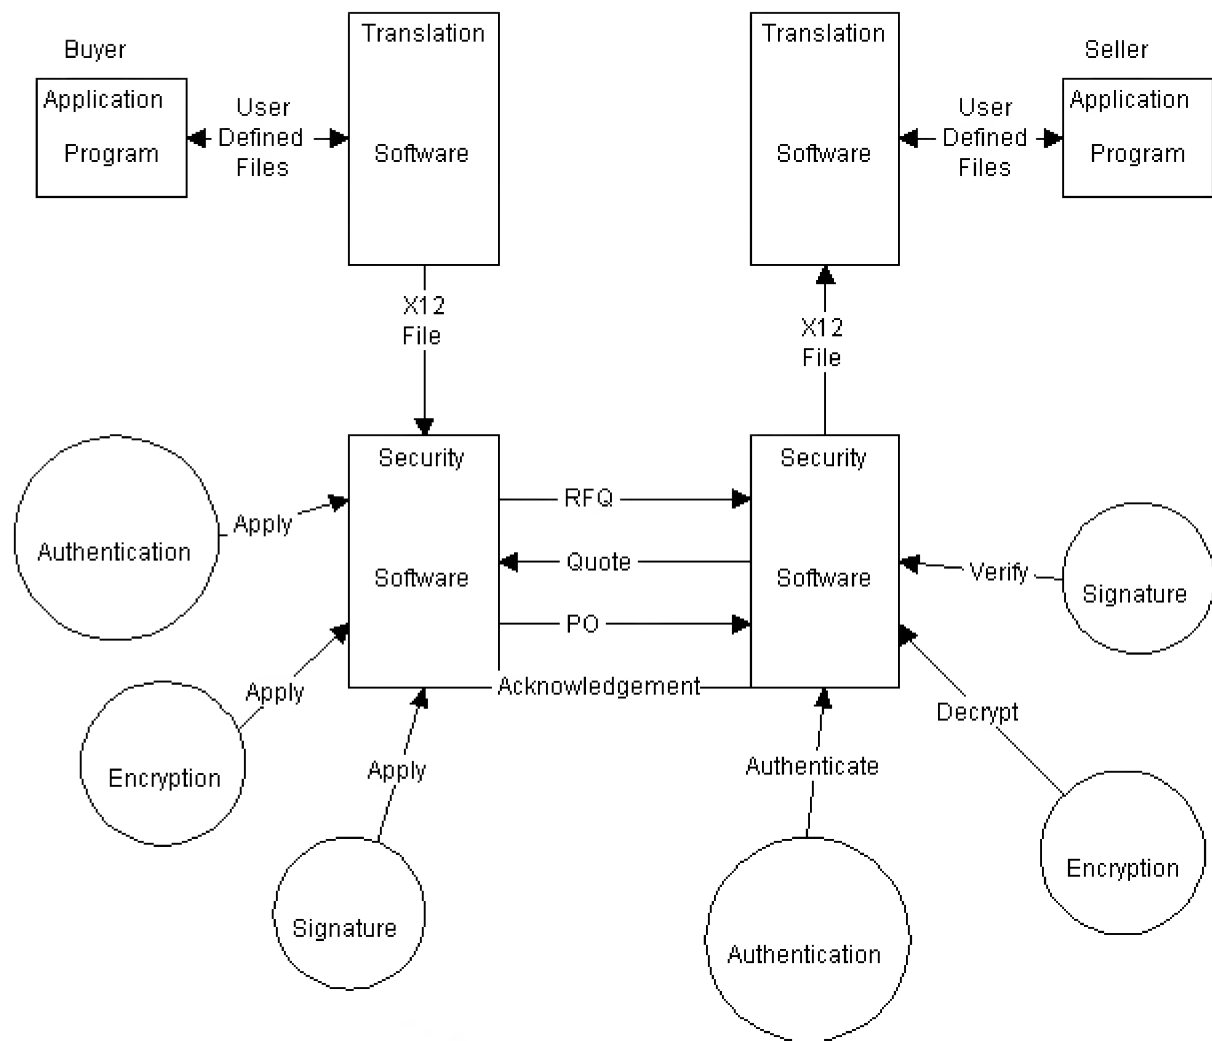 Buyer
Application
Program
User
Defined
Files
Translation
Software
Translation
Software
User
Defined
Files
Seller
Application
Program
X12
File
X12
File
Security
Software
RFQ
Quote
PO
Acknowledgement
Security
Software
Authentication
Apply
Encryption
Apply
Signature
Apply
Verify
Signature
Decrypt
Encryption
Authenticate
Authentication